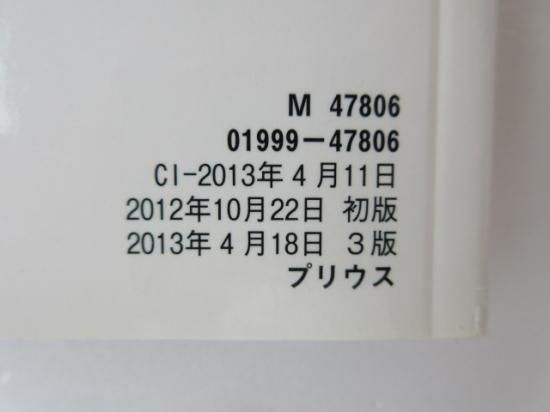 M 47806
01999-47806
CI-2013年 4 月11日
2012年10月22日 初版
2013年 4 月18日 3版
プリウス